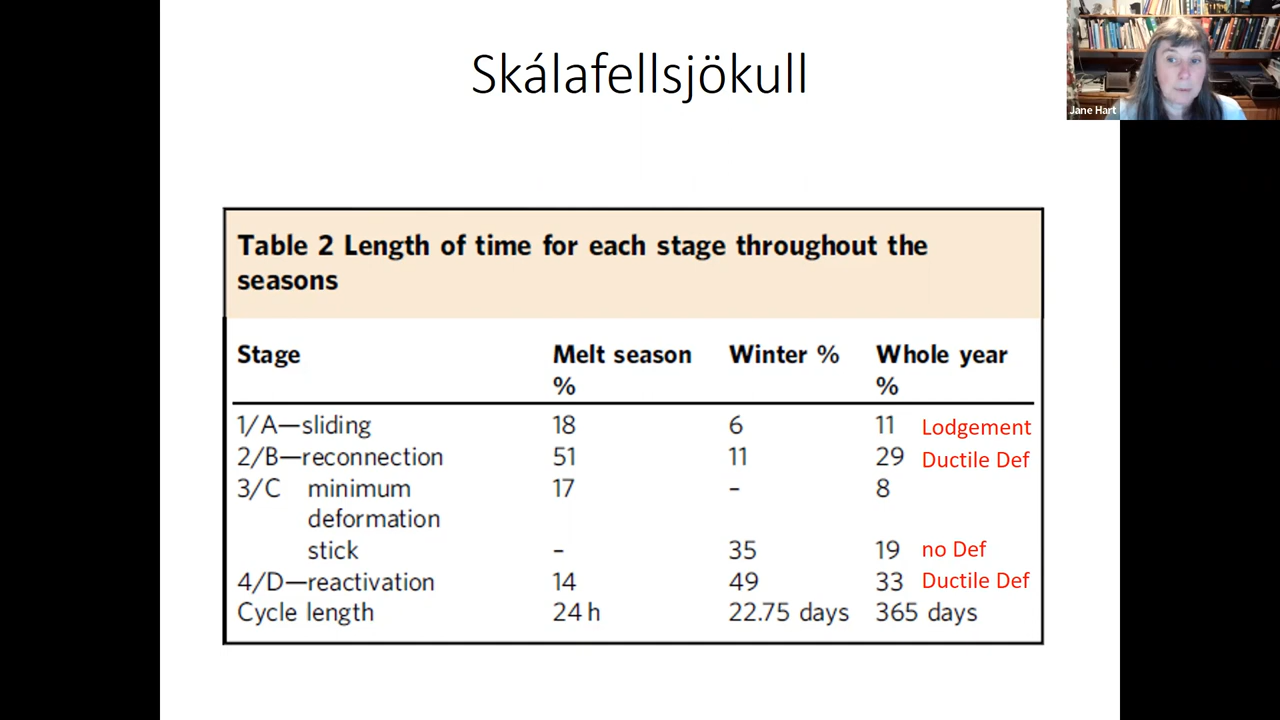 Skálafellsjökull
Jane Hart
Table 2 Length of time for each stage throughout the
seasons
Stage Melt season Winter % Whole year
% %
1/A—sliding 18 6 11 Lodgement
2/B—reconnection 51 11 29 Ductile Def
3/C minimum 17 – 8
deformation
stick – 35 19 no Def
4/D—reactivation 14 49 33 Ductile Def
Cycle length 24 h 22.75 days 365 days